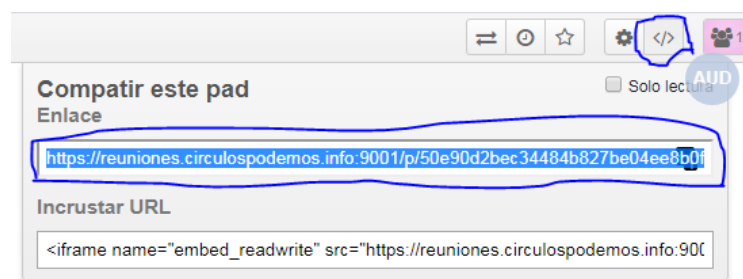 </> 1
Compatir este pad Solo lectura
AUD
Enlace
https://reuniones.circulospodemos.info:9001/p/50e90d2bec34484b827be04ee8b0f
Incrustar URL
<iframe name="embed_readwrite" src="https://reuniones.circulospodemos.info:900